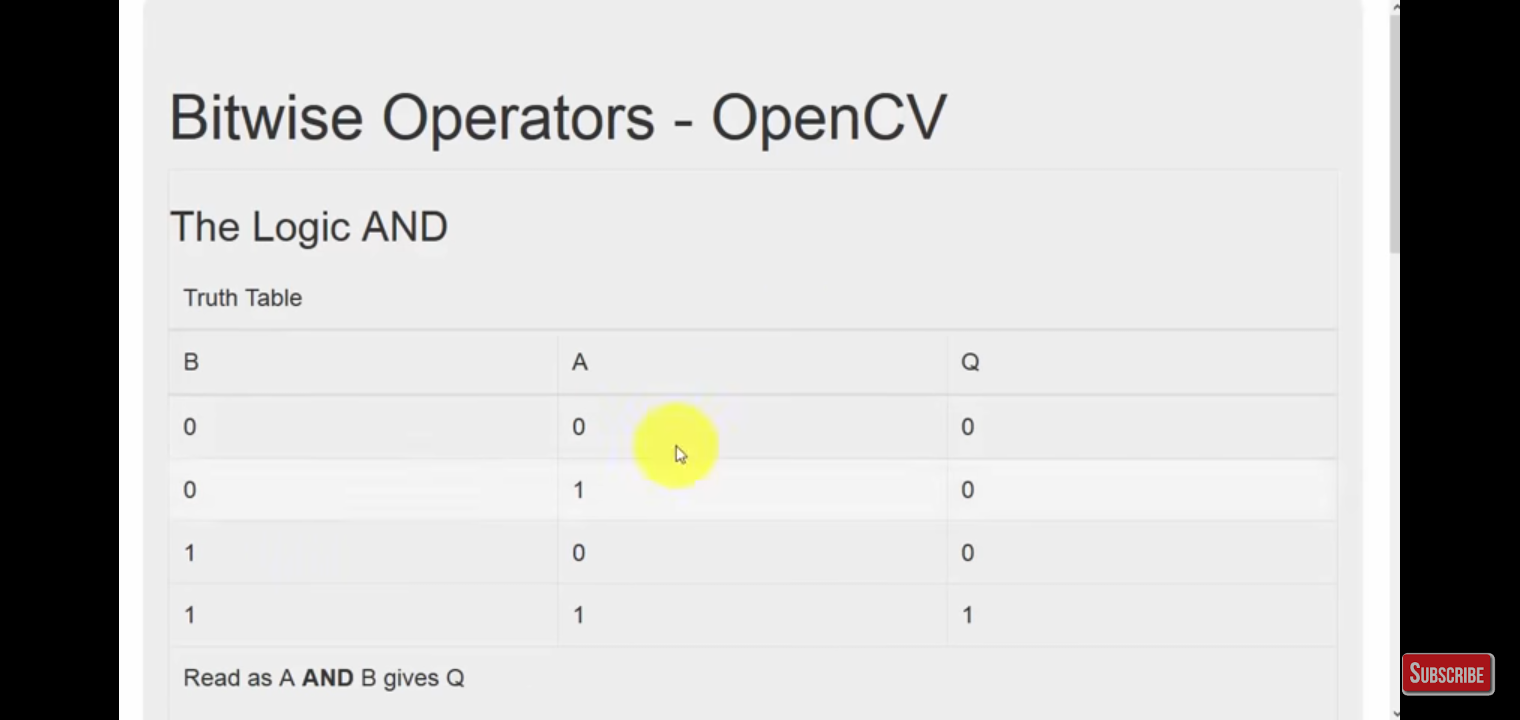 Bitwise Operators - OpenCV
The Logic AND
Truth Table
B A Q
0 0 0
0 1 0
1 0 0
1 1 1
Read as A AND B gives Q
SUBSCRIBE